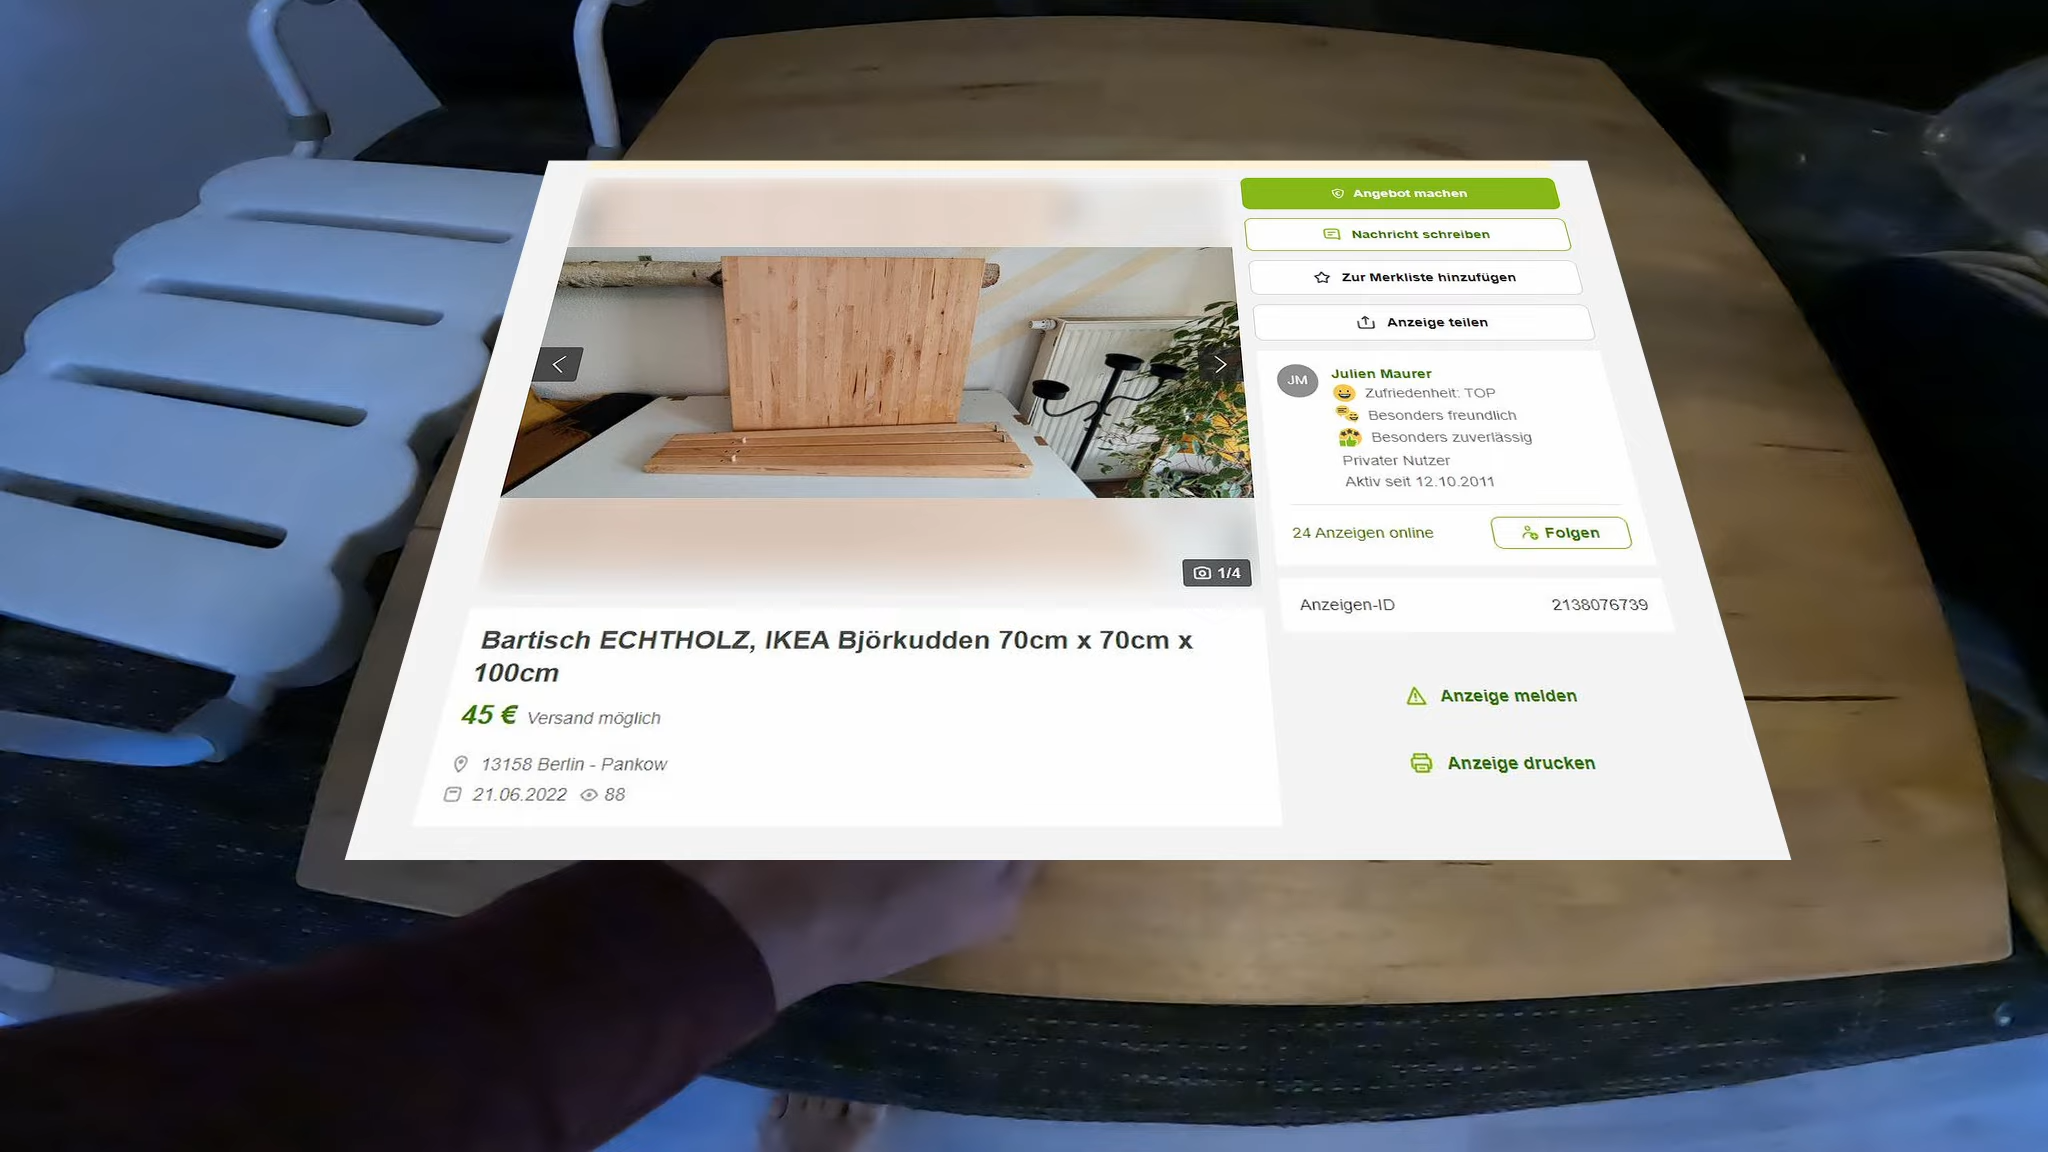 Angebot machen
Nachricht schreiben
Zur Merkliste hinzufügen
Anzeige teilen
JM
Julien Maurer
Zufriedenheit: TOP
Besonders freundlich
Besonders zuverlässig
Privater Nutzer
Aktiv seit 12.10.2011
24 Anzeigen online
Folgen
1/4
Anzeigen-ID 2138076739
Bartisch ECHTHOLZ, IKEA Björkudden 70cm x 70cm x
100cm
45 € Versand möglich
13158 Berlin - Pankow
21.06.2022 88
Anzeige melden
Anzeige drucken